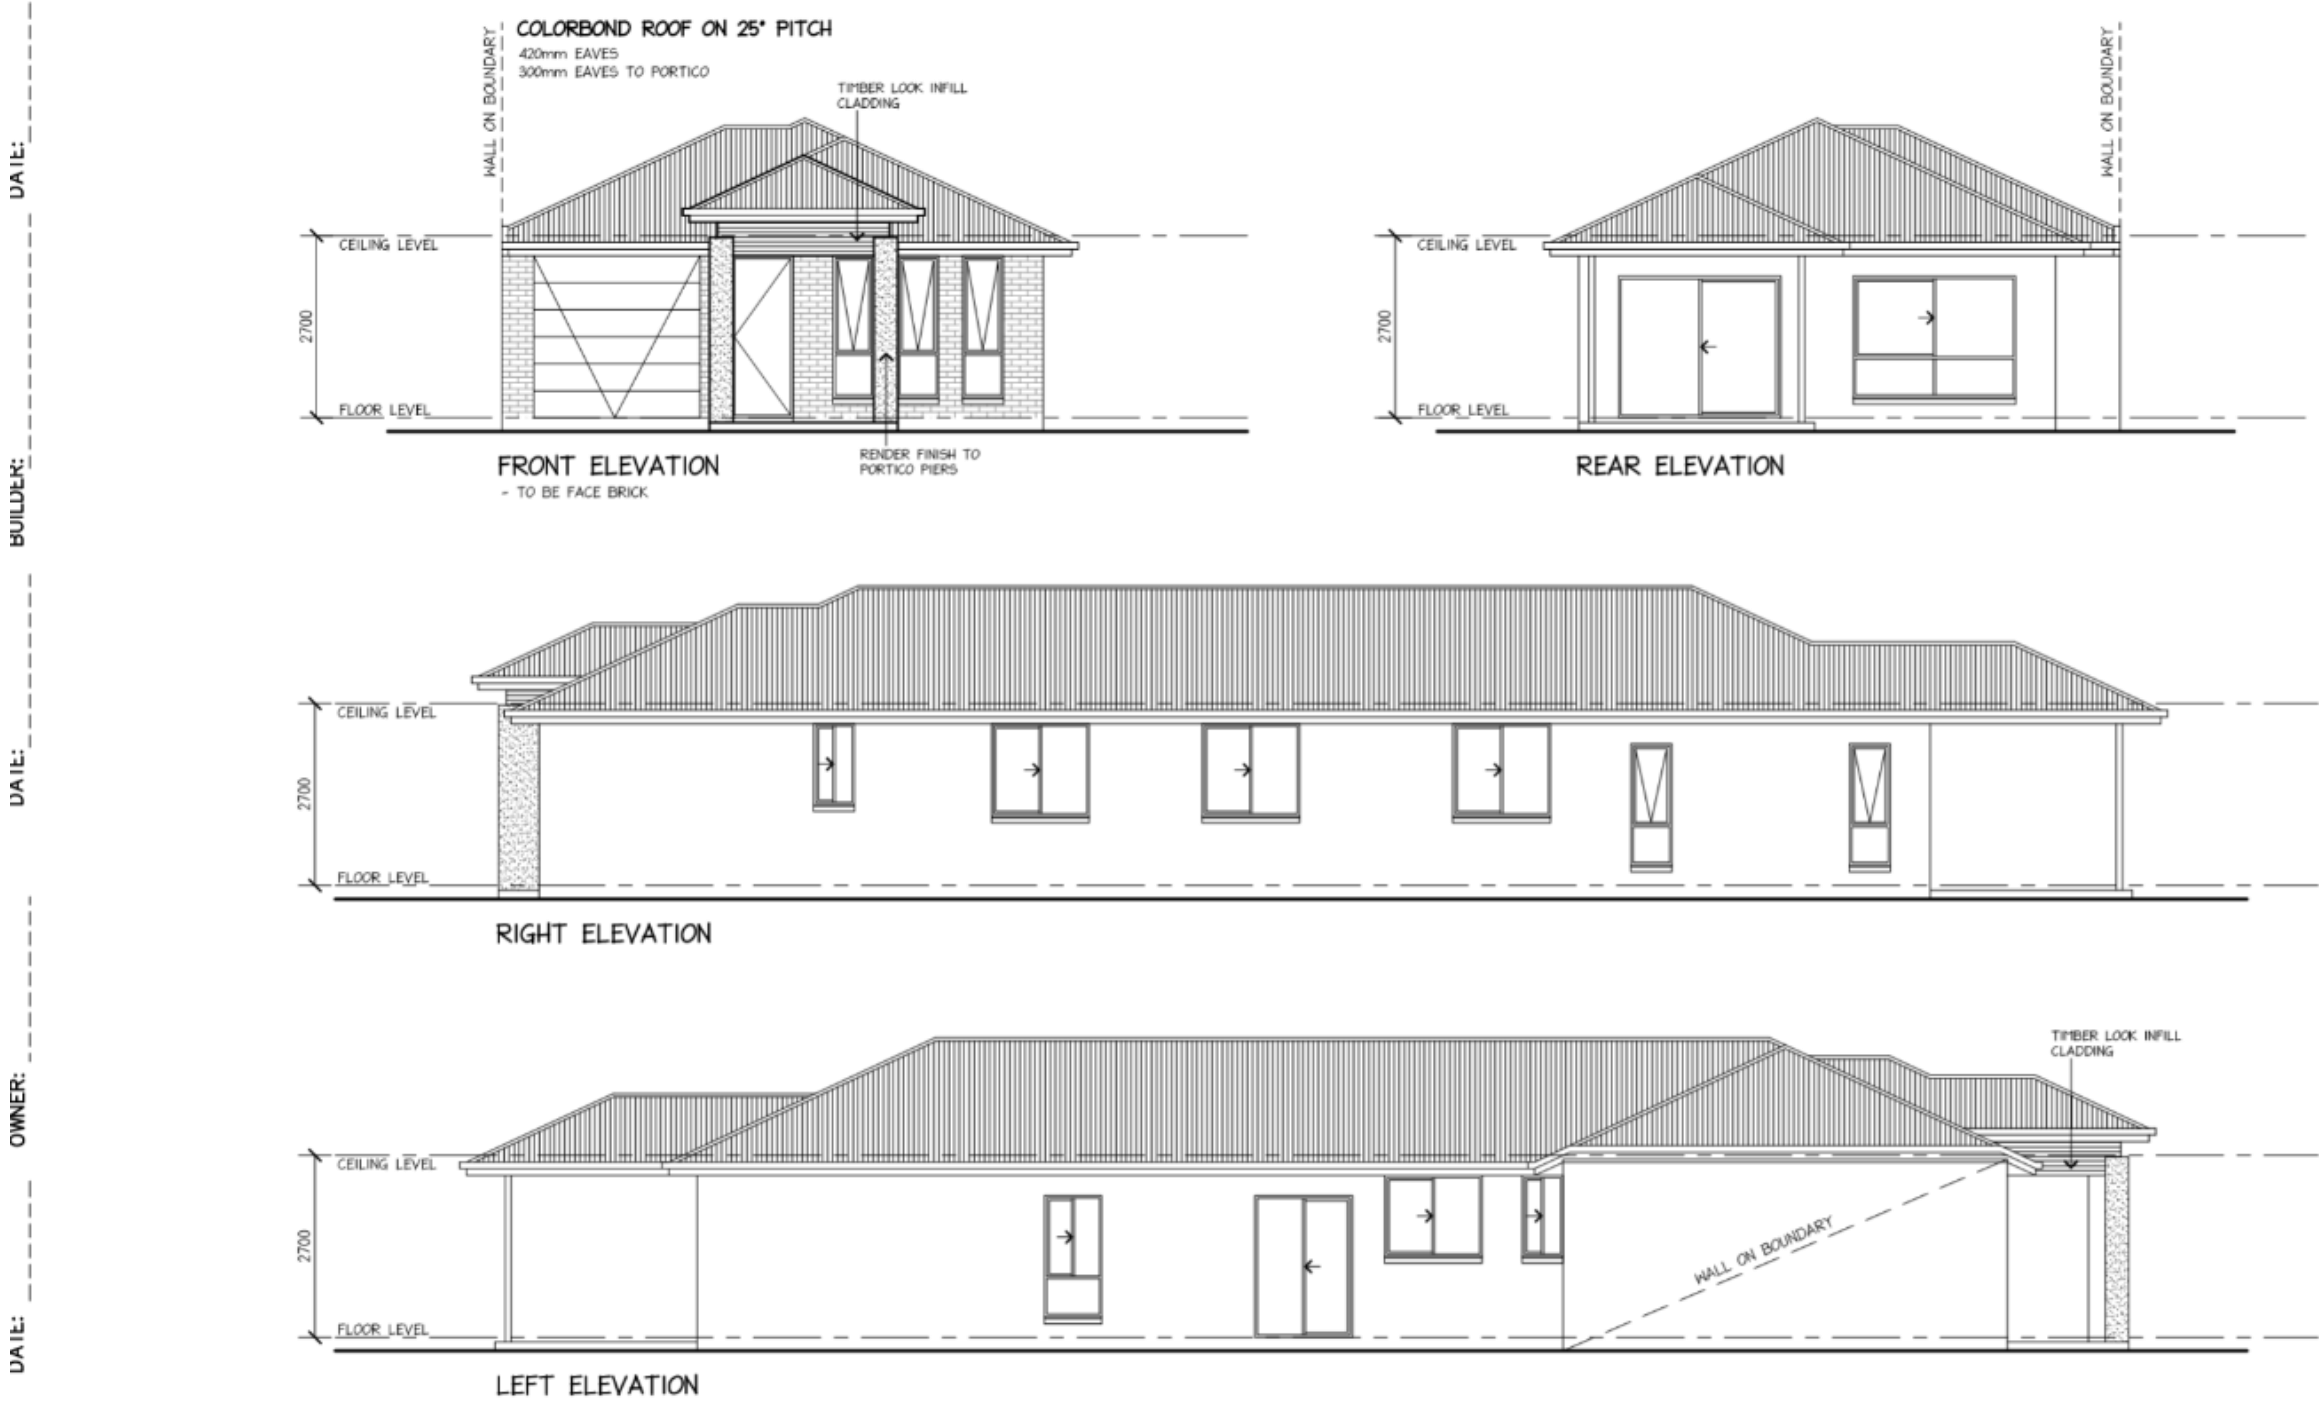 DATE:
BUILDER:
DATE:
OWNER:
DATE:
WALL ON BOUNDARY
COLORBOND ROOF ON 25° PITCH
420mm EAVES
300mm EAVES TO PORTICO
TIMBER LOOK INFILL
CLADDING
CEILING LEVEL
2700
FLOOR LEVEL
FRONT ELEVATION
- TO BE FACE BRICK
RENDER FINISH TO
PORTICO PIERS
WALL ON BOUNDARY
CEILING LEVEL
2700
FLOOR LEVEL
REAR ELEVATION
CEILING LEVEL
2700
FLOOR LEVEL
RIGHT ELEVATION
TIMBER LOOK INFILL
CLADDING
CEILING LEVEL
2700
WALL ON BOUNDARY
FLOOR LEVEL
LEFT ELEVATION